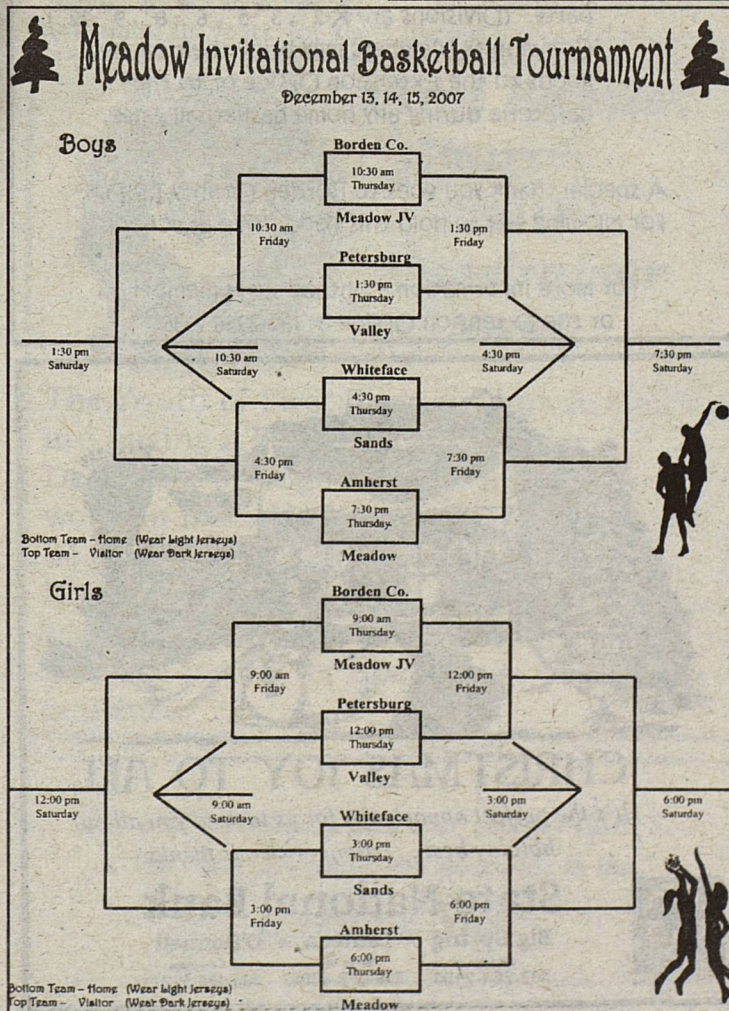 Meadow Invitational Basketball Tournament
December 13, 14, 15, 2007
Boys
Borden Co.
10:30 am
Thursday
Meadow JV
10:30 am
Friday
1:30 pm
Friday
Petersburg
1:30 pm
Thursday
Valley
1:30 pm
Saturday
10:30 am
Saturday
4:30 pm
Saturday
7:30 pm
Saturday
Whiteface
4:30 pm
Thursday
Sands
4:30 pm
Friday
7:30 pm
Friday
Amherst
7:30 pm
Thursday
Meadow
Bottom Team - Home (Wear Light Jerseys)
Top Team - Visitor (Wear Dark Jerseys)
Girls
Borden Co.
9:00 am
Thursday
Meadow JV
9:00 am
Friday
12:00 pm
Friday
Petersburg
12:00 pm
Thursday
Valley
12:00 pm
Saturday
9:00 am
Saturday
3:00 pm
Saturday
6:00 pm
Saturday
Whiteface
3:00 pm
Thursday
Sands
3:00 pm
Friday
6:00 pm
Friday
Amherst
6:00 pm
Thursday
Meadow
Bottom Team - Home (Wear Light Jerseys)
Top Team - Visitor (Wear Dark Jerseys)